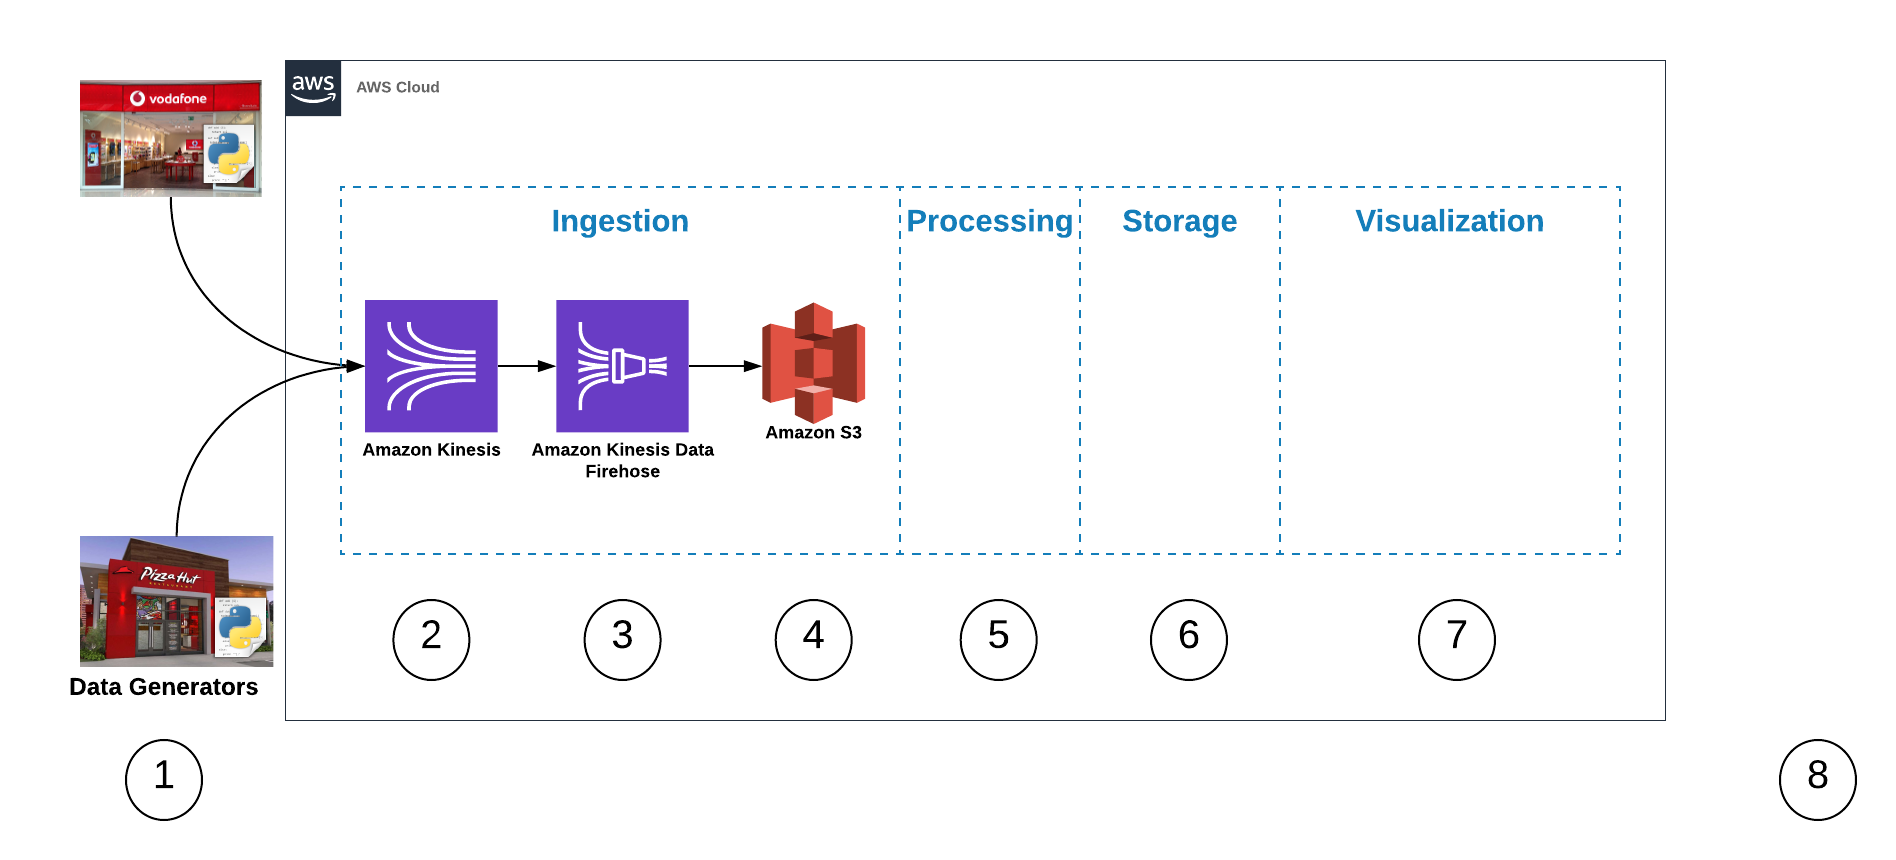 aws
AWS Cloud
vodafone
Ingestion
Processing
Storage
Visualization
Amazon Kinesis
Amazon Kinesis Data
Firehose
Amazon S3
Pizza Hut
Data Generators
1
2
3
4
5
6
7
8